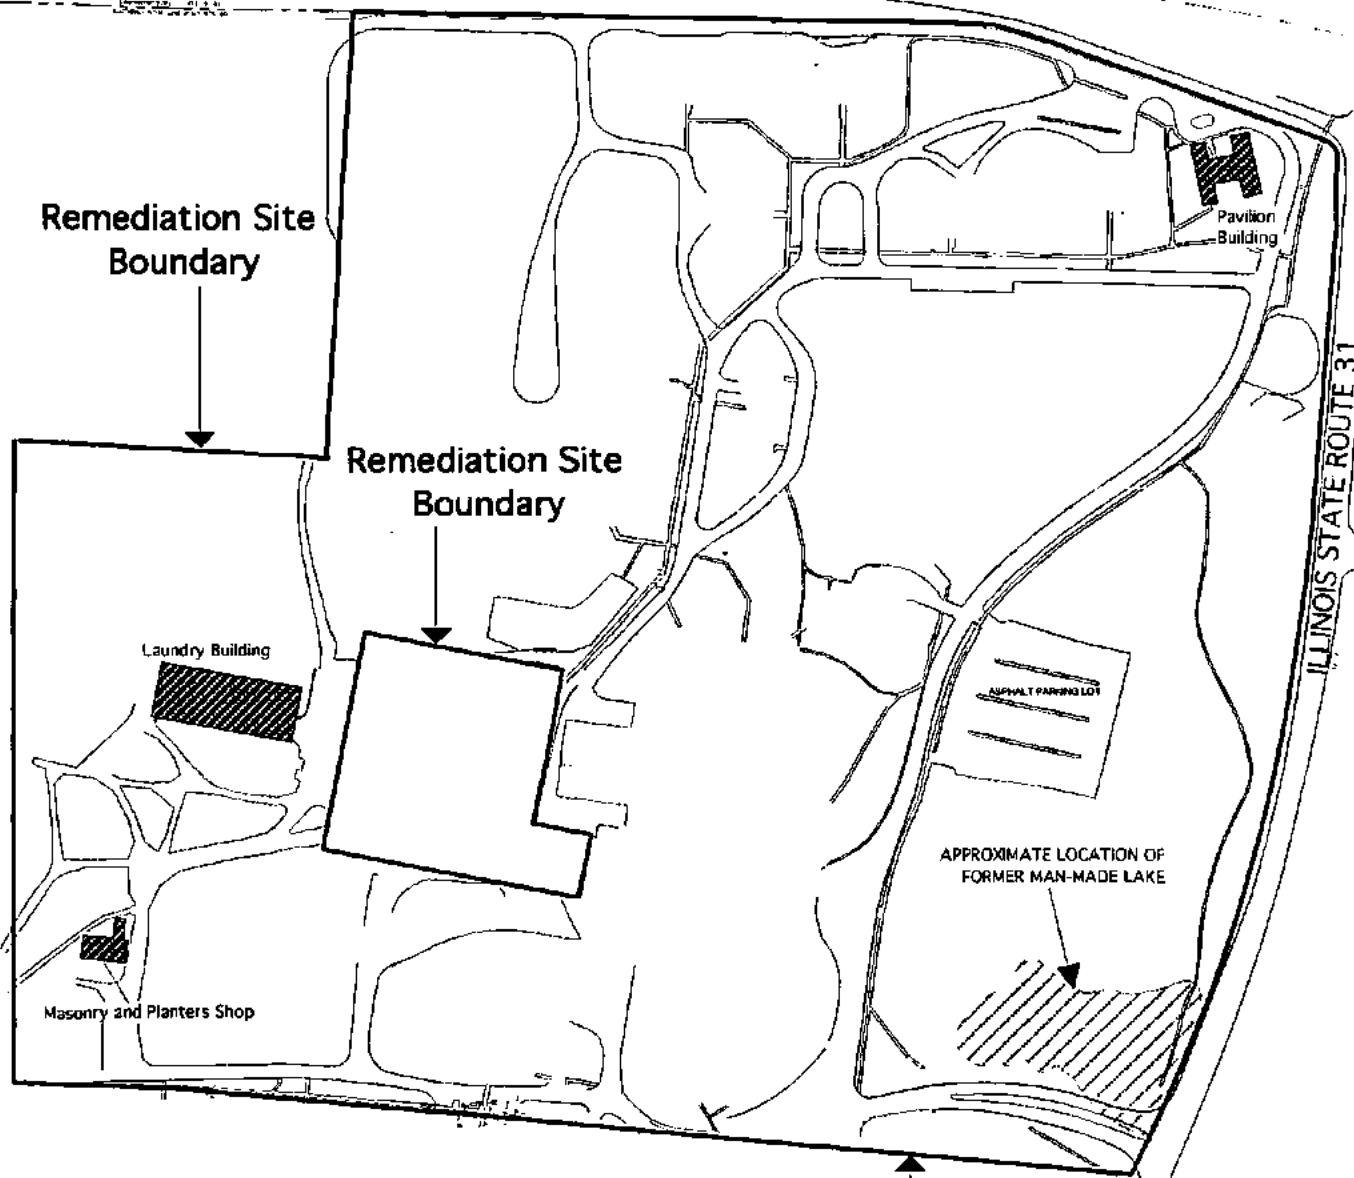 Remediation Site
Boundary
Remediation Site
Boundary
Pavilion
Building
ILLINOIS STATE ROUTE 31
Laundry Building
ASPHALT PARKING LOT
APPROXIMATE LOCATION OF
FORMER MAN-MADE LAKE
Masonry and Planters Shop